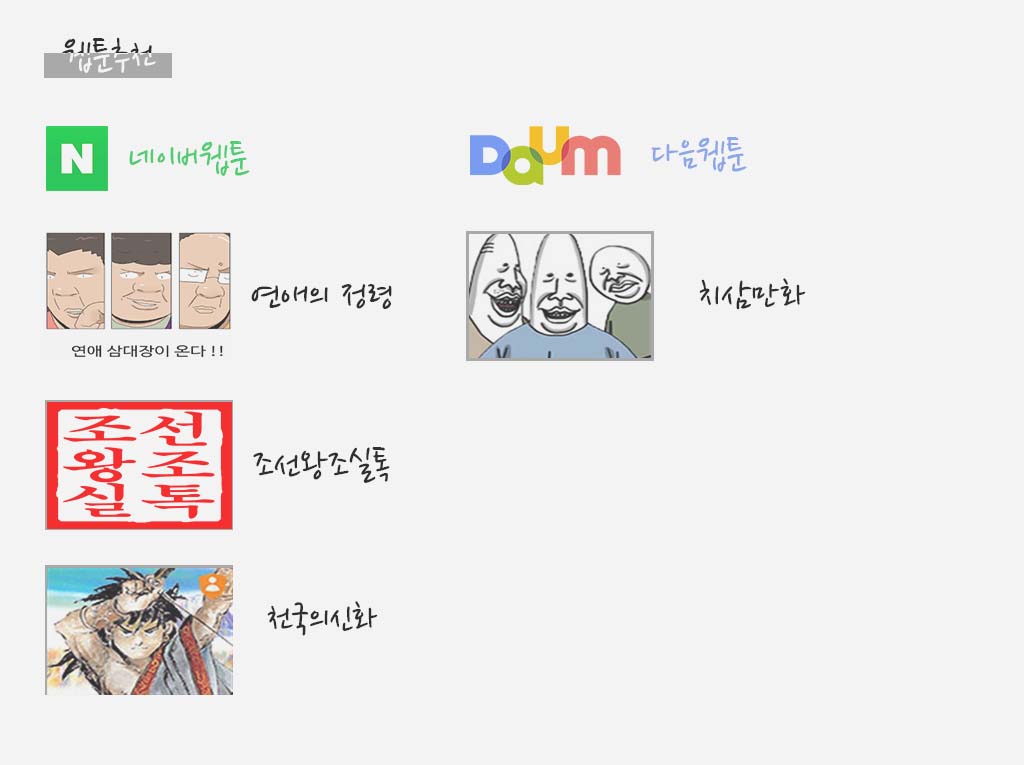 웹툰추천
N 네이버웹툰
Daum 다음웹툰
연애의 정령
연애 삼대장이 온다 !!
치삼만화
조선
왕조
실톡
조선왕조실톡
천국의신화